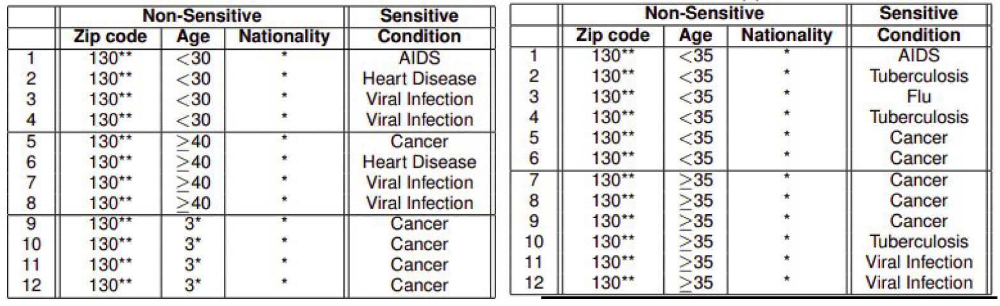 Non-Sensitive Sensitive
Zip code Age Nationality Condition
1 130** <30 * AIDS
2 130** <30 * Heart Disease
3 130** <30 * Viral Infection
4 130** <30 * Viral Infection
5 130** ≥40 Cancer
6 130** ≥40 * Heart Disease
7 130** ≥40 * Viral Infection
8 130** ≥40 * Viral Infection
9 130** 3* * Cancer
10 130** 3* * Cancer
11 130** 3* * Cancer
12 130** 3* * Cancer
Non-Sensitive Sensitive
Zip code Age Nationality Condition
1 130** <35 * AIDS
2 130** <35 * Tuberculosis
3 130** <35 * Flu
4 130** <35 * Tuberculosis
5 130** <35 * Cancer
6 130** <35 * Cancer
7 130** ≥35 * Cancer
8 130** ≥35 * Cancer
9 130** ≥35 * Cancer
10 130** ≥35 * Tuberculosis
11 130** ≥35 * Viral Infection
12 130** ≥35 * Viral Infection